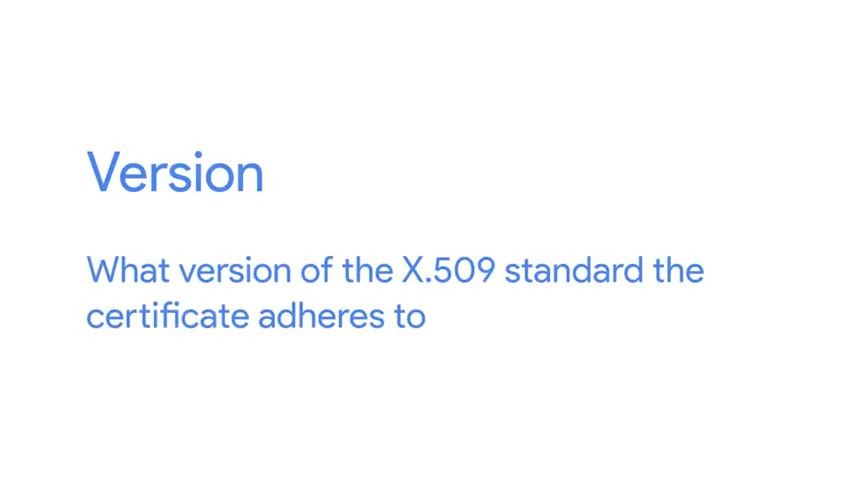 Version
What version of the X.509 standard the
certificate adheres to